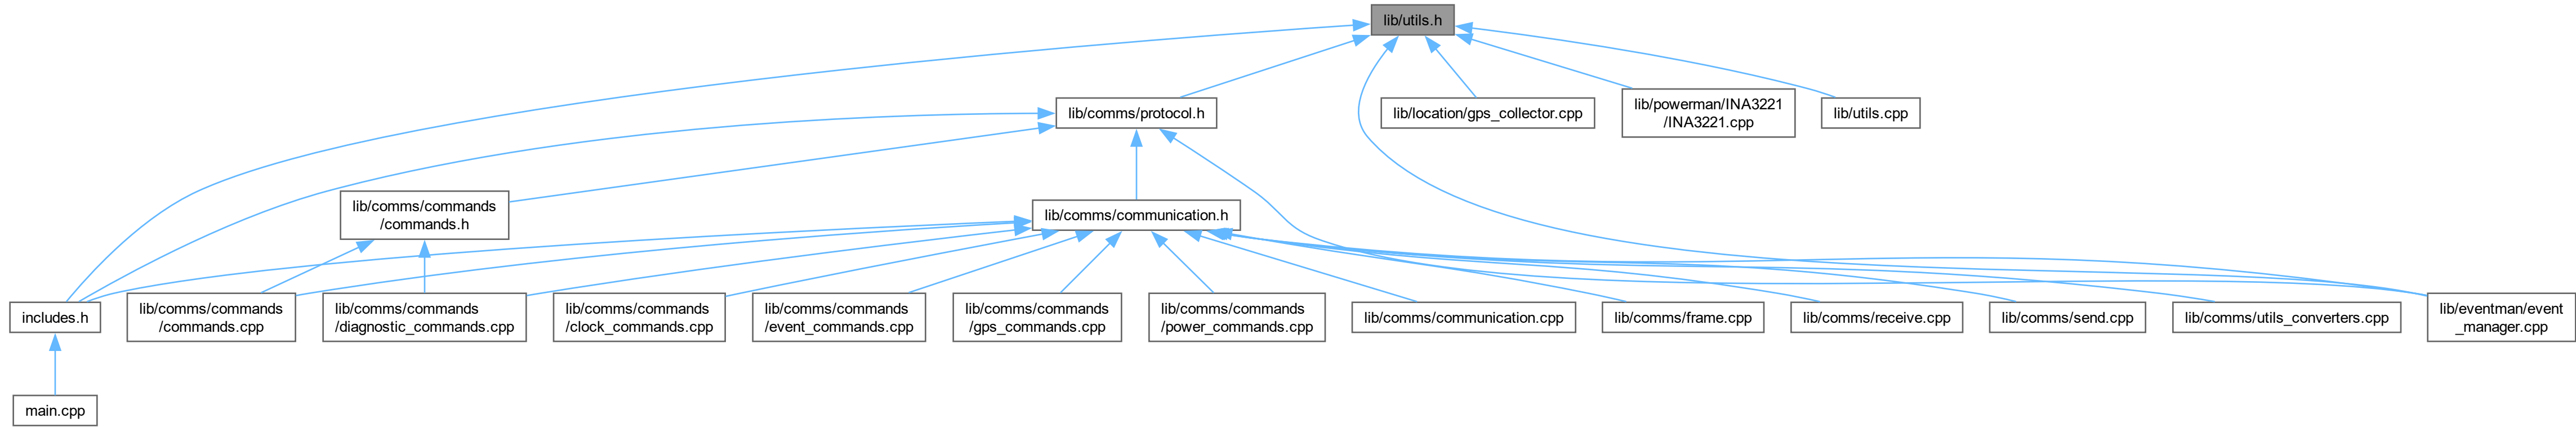 lib/utils.h
lib/comms/protocol.h
lib/location/gps_collector.cpp
lib/powerman/INA3221
/INA3221.cpp
lib/utils.cpp
lib/comms/commands
/commands.h
lib/comms/communication.h
includes.h
lib/comms/commands
/commands.cpp
lib/comms/commands
/diagnostic_commands.cpp
lib/comms/commands
/clock_commands.cpp
lib/comms/commands
/event_commands.cpp
lib/comms/commands
/gps_commands.cpp
lib/comms/commands
/power_commands.cpp
lib/comms/communication.cpp
lib/comms/frame.cpp
lib/comms/receive.cpp
lib/comms/send.cpp
lib/comms/utils_converters.cpp
lib/eventman/event
_manager.cpp
main.cpp